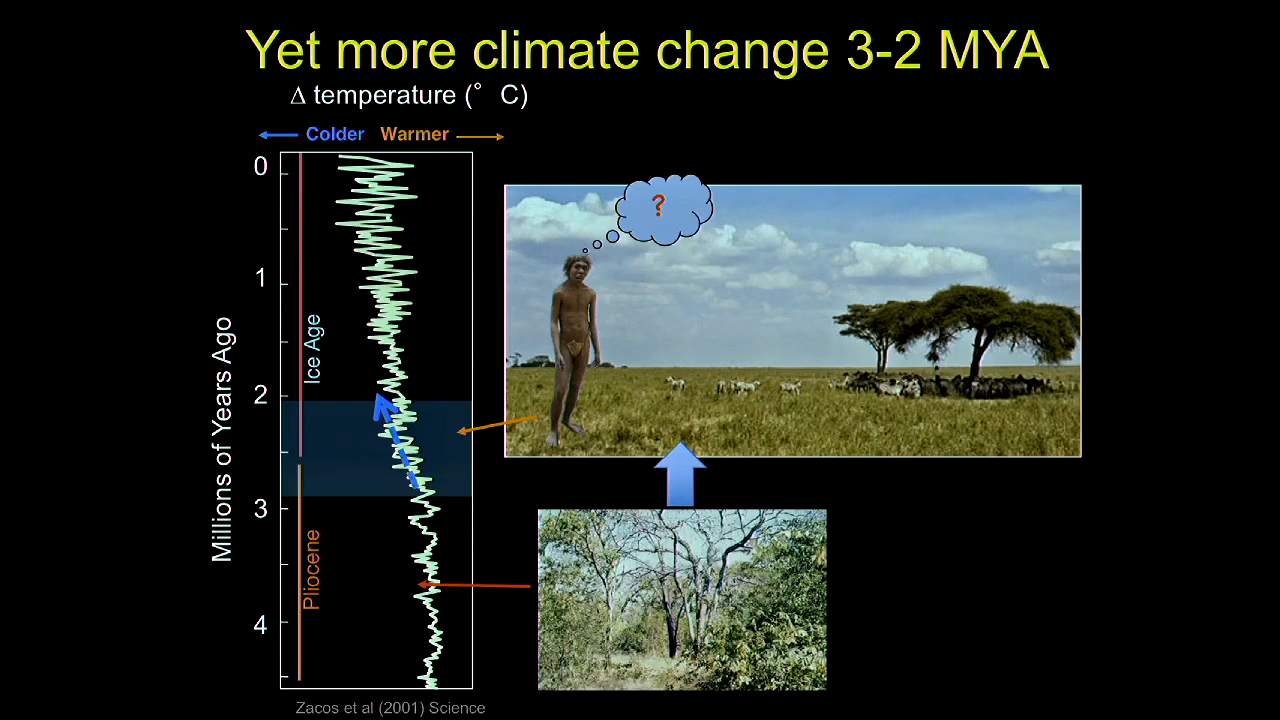 Yet more climate change 3-2 MYA
Δ temperature (° C)
Colder Warmer
0
1
2
3
4
Millions of Years Ago
Ice Age
Pliocene
?
Zacos et al (2001) Science